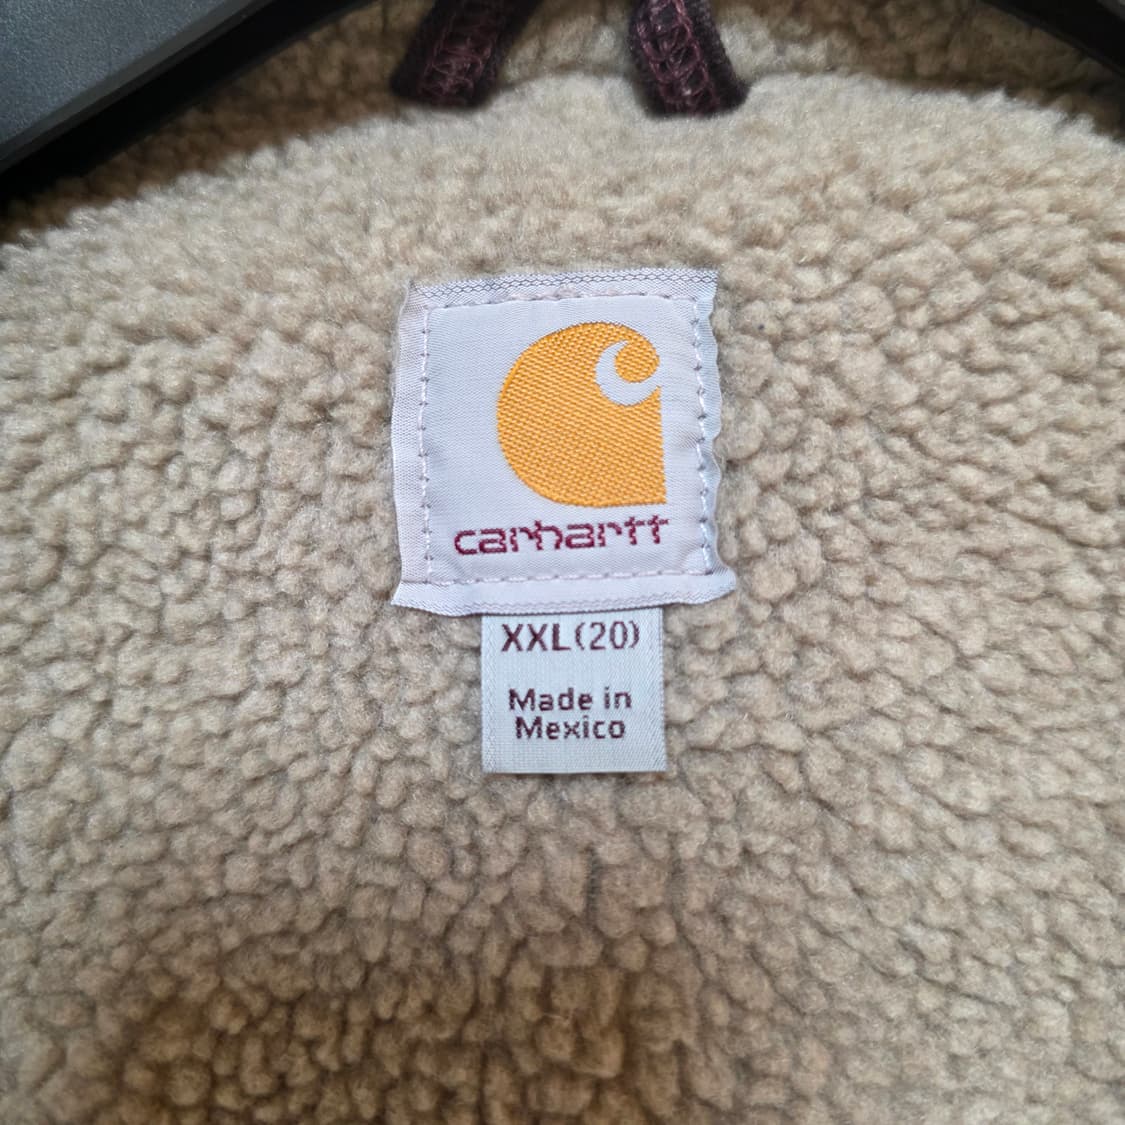 carhartt
XXL(20)
Made in
Mexico